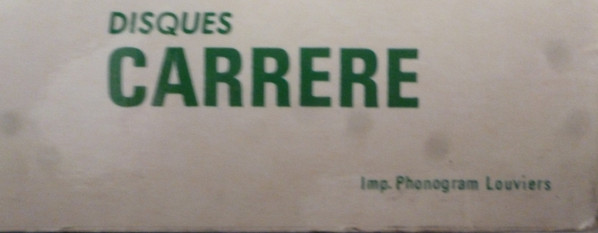 DISQUES
CARRERE
Imp. Phonogram Louviers